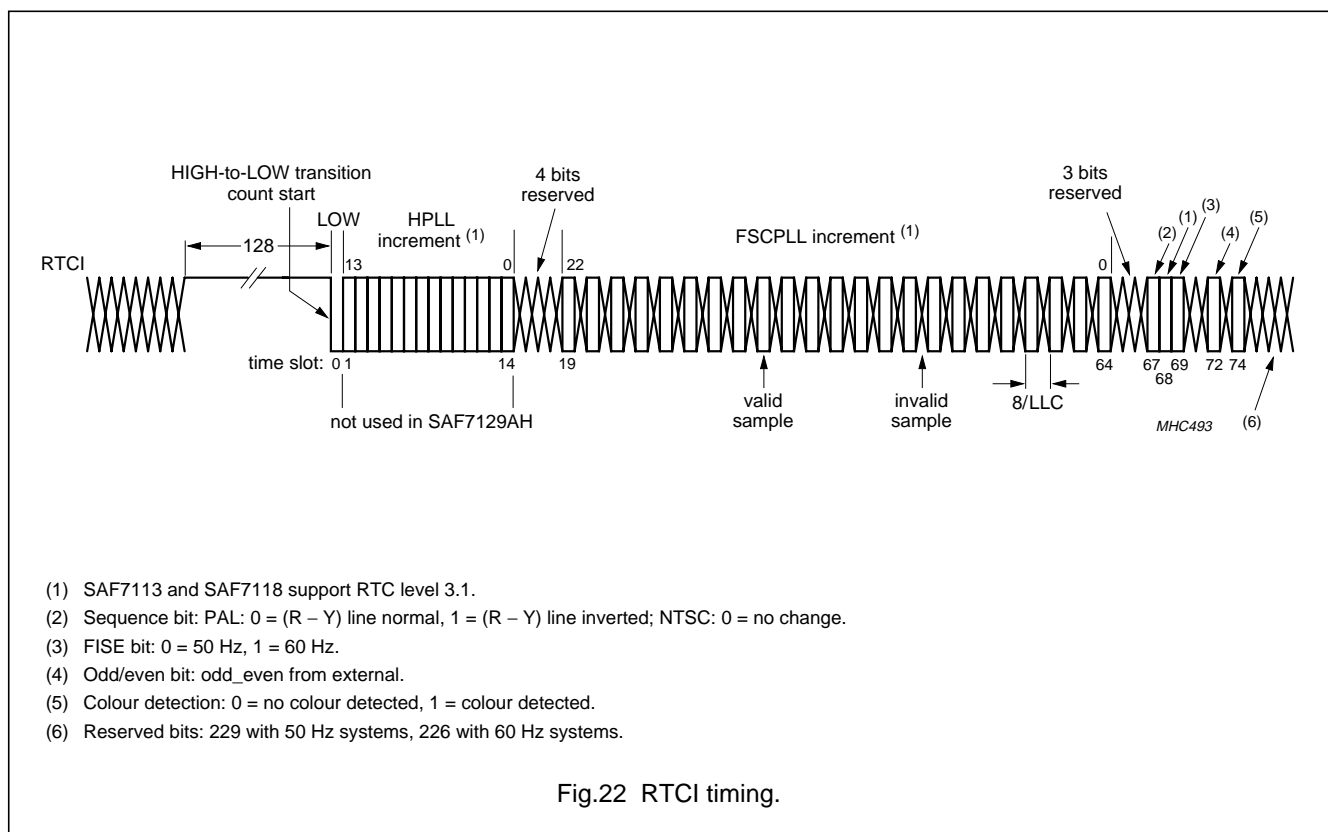 HIGH-to-LOW transition
count start
4 bits
reserved
3 bits
reserved
LOW
HPLL
increment (1)
FSCPLL increment (1)
(2)
(1)
(3)
(4)
(5)
128
RTCI
13
0
22
0
time slot:
0 1
14
19
64
67
68
69
72
74
not used in SAF7129AH
valid
sample
invalid
sample
8/LLC
MHC493
(6)
(1) SAF7113 and SAF7118 support RTC level 3.1.
(2) Sequence bit: PAL: 0 = (R − Y) line normal, 1 = (R − Y) line inverted; NTSC: 0 = no change.
(3) FISE bit: 0 = 50 Hz, 1 = 60 Hz.
(4) Odd/even bit: odd_even from external.
(5) Colour detection: 0 = no colour detected, 1 = colour detected.
(6) Reserved bits: 229 with 50 Hz systems, 226 with 60 Hz systems.
Fig.22 RTCI timing.